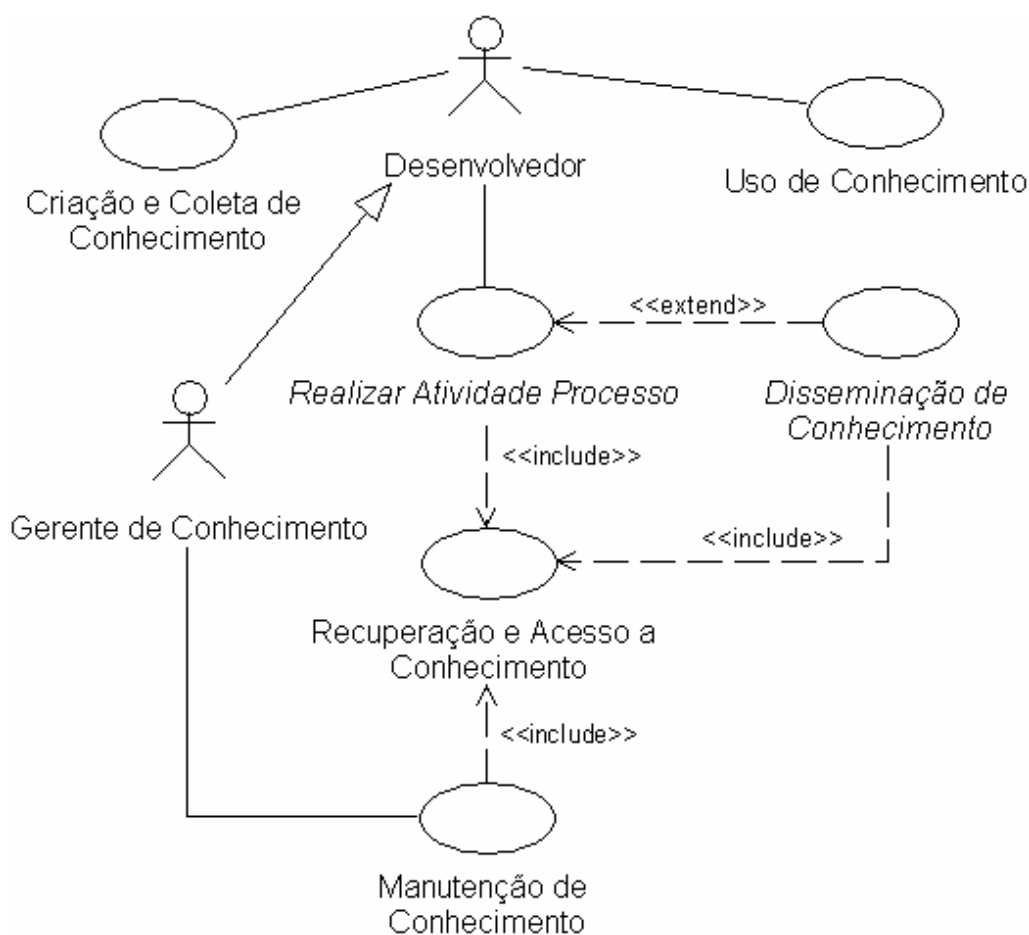 Desenvolvedor
Criação e Coleta de
Conhecimento
Uso de Conhecimento
<<extend>>
Realizar Atividade Processo
Disseminação de
Conhecimento
<<include>>
Gerente de Conhecimento
<<include>>
Recuperação e Acesso a
Conhecimento
<<include>>
Manutenção de
Conhecimento